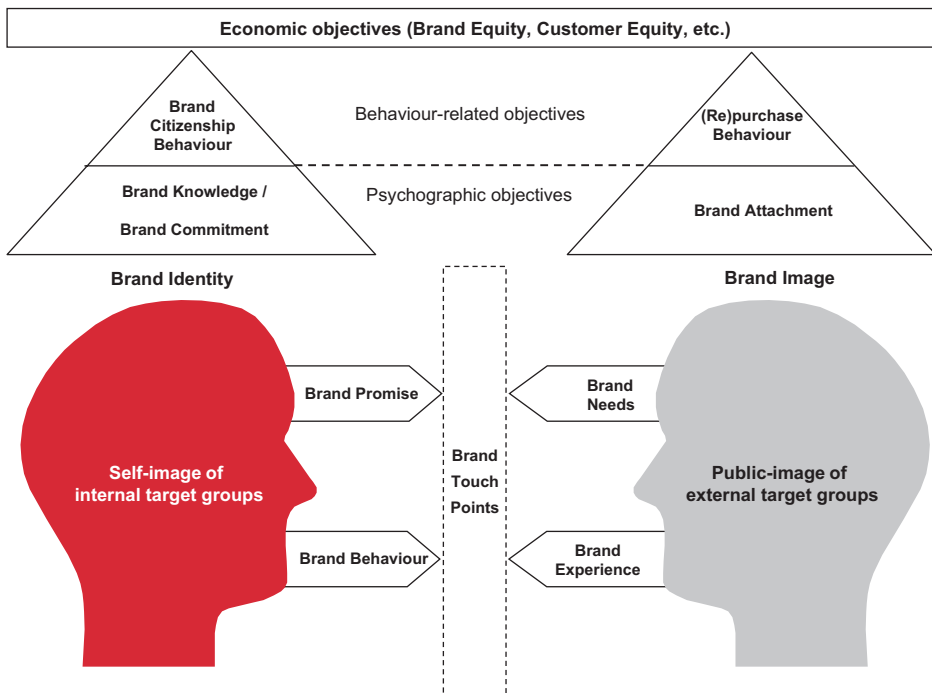 Economic objectives (Brand Equity, Customer Equity, etc.)
Brand
Citizenship
Behaviour
Behaviour-related objectives
(Re)purchase
Behaviour
Brand Knowledge /
Brand Commitment
Psychographic objectives
Brand Attachment
Brand Identity
Brand Image
Brand Promise
Brand
Needs
Self-image of
internal target groups
Brand
Touch
Points
Public-image of
external target groups
Brand Behaviour
Brand
Experience